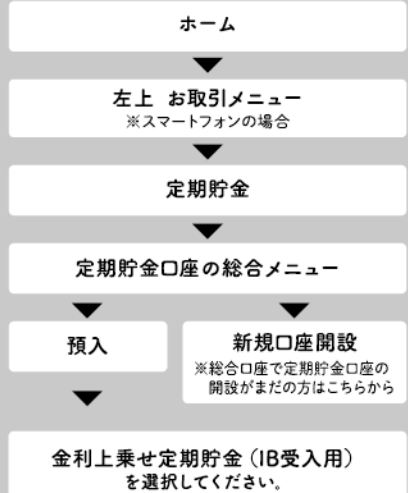 ホーム
左上 お取引メニュー
※スマートフォンの場合
定期貯金
定期貯金口座の総合メニュー
預入
新規口座開設
※総合口座で定期貯金口座の
開設がまだの方はこちらから
金利上乗せ定期貯金（IB受入用）
を選択してください。